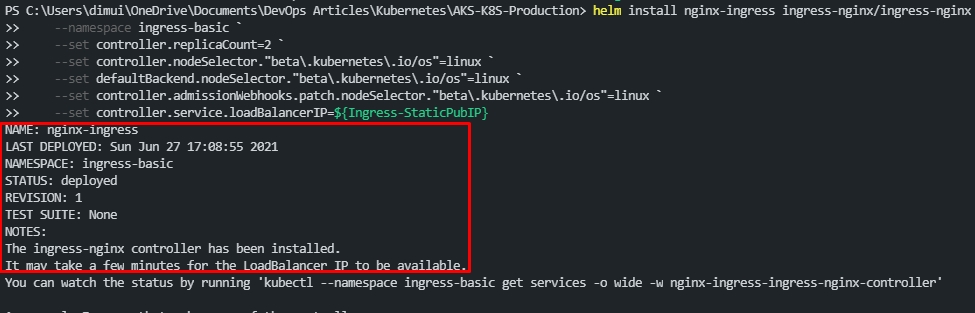 PS C:\Users\dimui\OneDrive\Documents\DevOps Articles\Kubernetes\AKS-K8S-Production> helm install nginx-ingress ingress-nginx/ingress-nginx
>>     --namespace ingress-basic `
>>     --set controller.replicaCount=2 `
>>     --set controller.nodeSelector."beta\.kubernetes\.io/os"=linux `
>>     --set defaultBackend.nodeSelector."beta\.kubernetes\.io/os"=linux `
>>     --set controller.admissionWebhooks.patch.nodeSelector."beta\.kubernetes\.io/os"=linux `
>>     --set controller.service.loadBalancerIP=${Ingress-StaticPubIP}
NAME: nginx-ingress
LAST DEPLOYED: Sun Jun 27 17:08:55 2021
NAMESPACE: ingress-basic
STATUS: deployed
REVISION: 1
TEST SUITE: None
NOTES:
The ingress-nginx controller has been installed.
It may take a few minutes for the LoadBalancer IP to be available.
You can watch the status by running 'kubectl --namespace ingress-basic get services -o wide -w nginx-ingress-ingress-nginx-controller'